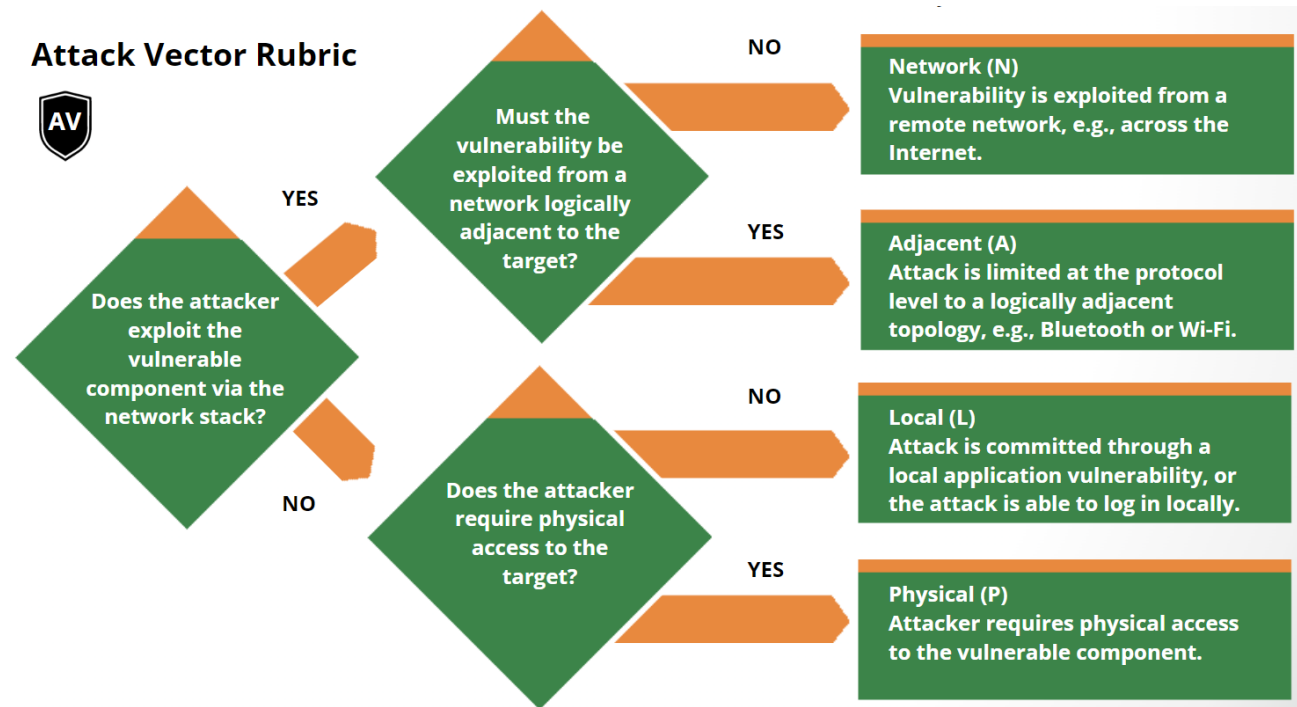 Attack Vector Rubric
AV
Does the attacker
exploit the
vulnerable
component via the
network stack?
YES
NO
Must the
vulnerability be
exploited from a
network logically
adjacent to the
target?
NO
YES
Network (N)
Vulnerability is exploited from a
remote network, e.g., across the
Internet.
Adjacent (A)
Attack is limited at the protocol
level to a logically adjacent
topology, e.g., Bluetooth or Wi-Fi.
Does the attacker
require physical
access to the
target?
NO
YES
Local (L)
Attack is committed through a
local application vulnerability, or
the attack is able to log in locally.
Physical (P)
Attacker requires physical access
to the vulnerable component.